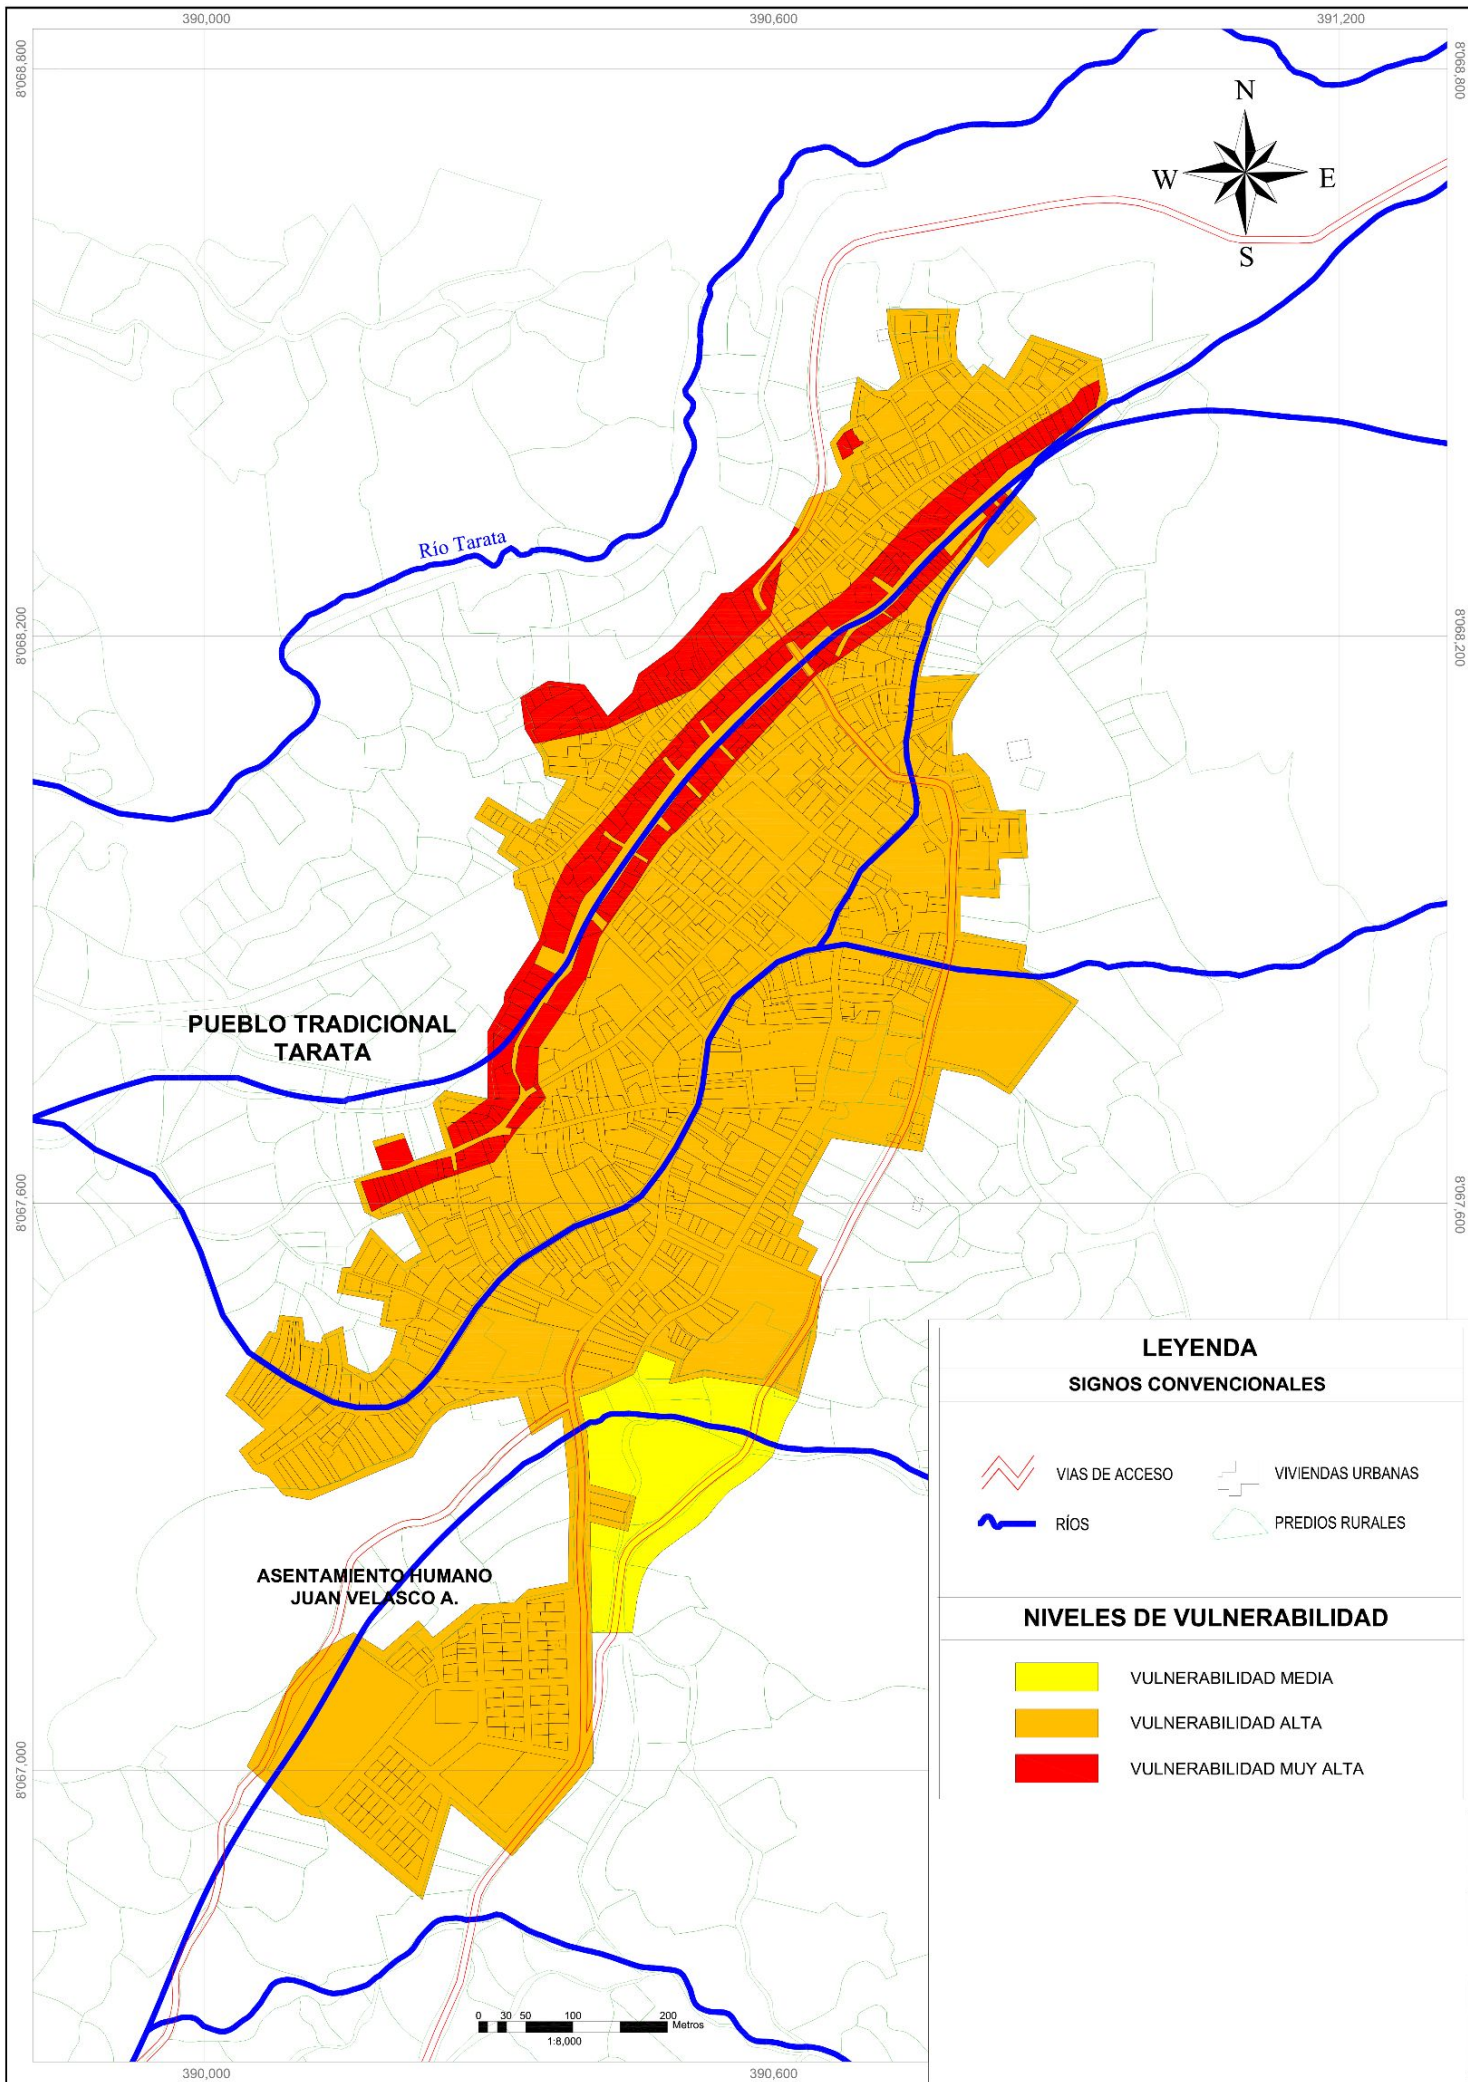 390,000
390,600
391,200
8'068,800
8'068,800
N
W
E
S
Río Tarata
8'068,200
8'068,200
PUEBLO TRADICIONAL
TARATA
8'067,600
8'067,600
LEYENDA
SIGNOS CONVENCIONALES
VIAS DE ACCESO
VIVIENDAS URBANAS
RÍOS
PREDIOS RURALES
ASENTAMIENTO HUMANO
JUAN VELASCO A.
NIVELES DE VULNERABILIDAD
VULNERABILIDAD MEDIA
VULNERABILIDAD ALTA
VULNERABILIDAD MUY ALTA
8'067,000
0 30 50 100 200
Metros
1:8,000
390,000
390,600